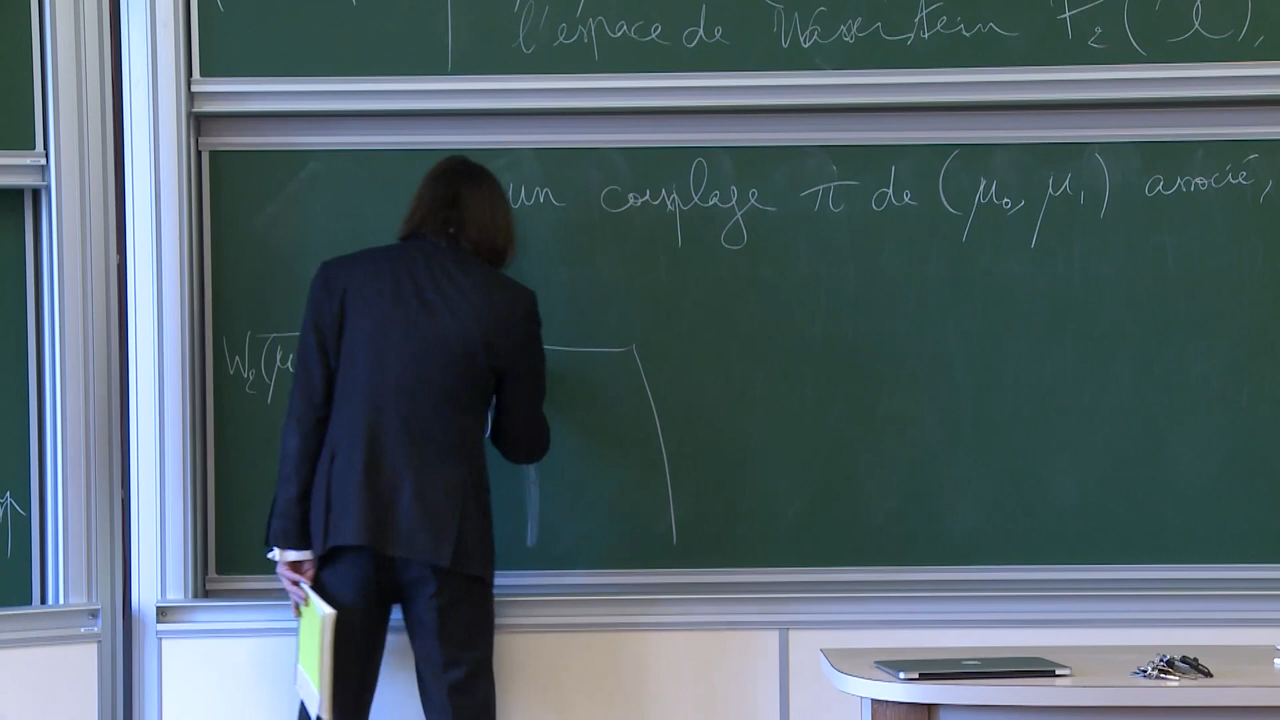 l'espace de Wasserstein P₂(X),
un couplage π de (μ₀, μ₁) associé,
W₂(μ